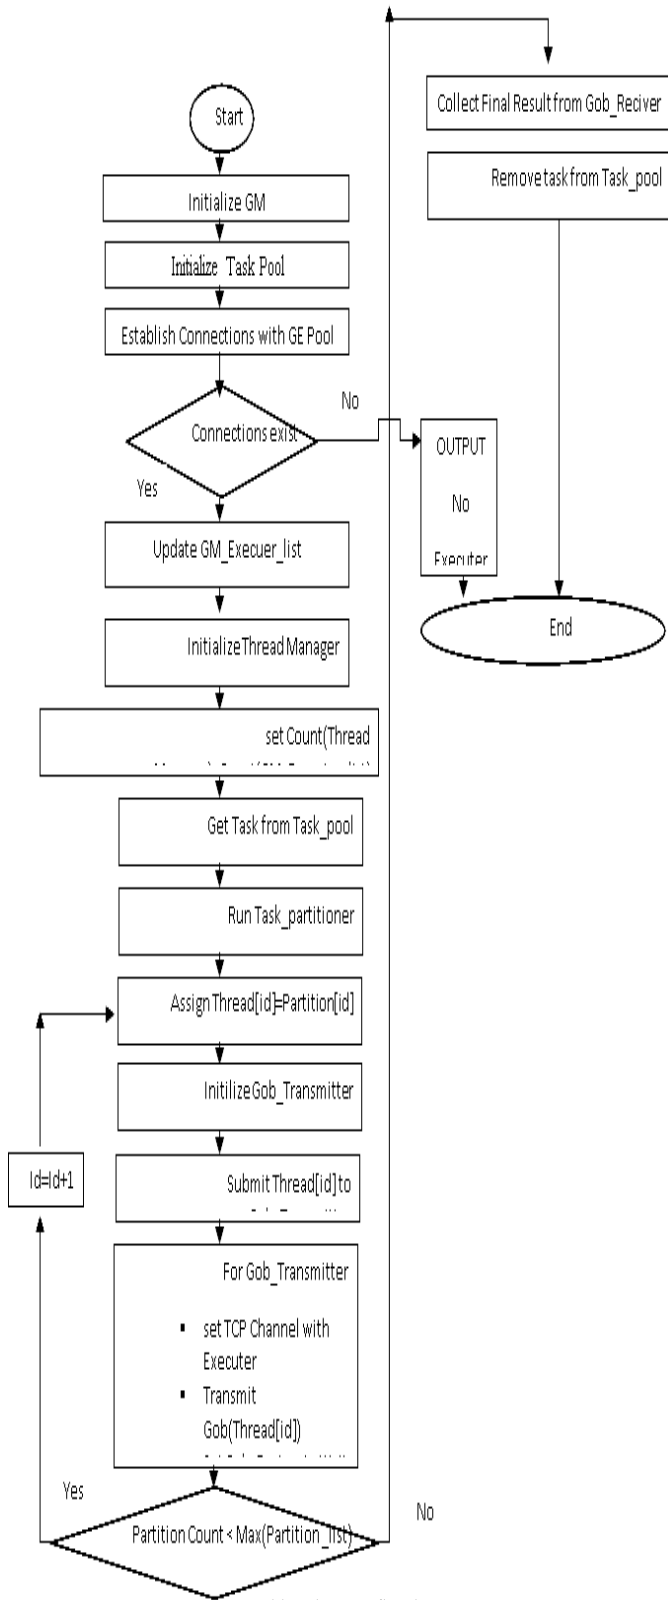 Start
Initialize GM
Initialize Task Pool
Establish Connections with GE Pool
Connections exist
No
Yes
OUTPUT
No
Executer
Update GM_Execuer_list
Initialize Thread Manager
set Count(Thread
Get Task from Task_pool
Run Task_partitioner
Assign Thread[id]=Partition[id]
Initilize Gob_Transmitter
Id=Id+1
Submit Thread[id] to
For Gob_Transmitter
▪ set TCP Channel with
Executer
▪ Transmit
Gob(Thread[id])
Yes
Partition Count < Max(Partition_list)
No
Collect Final Result from Gob_Reciver
Remove task from Task_pool
End